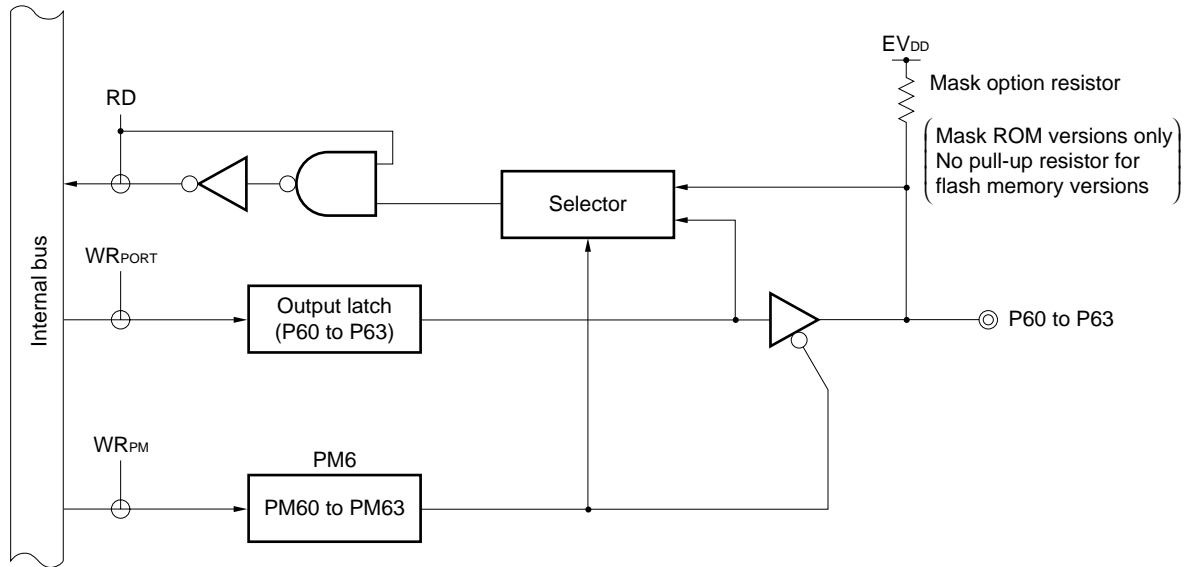 EVDD
Mask option resistor
RD
Mask ROM versions only
No pull-up resistor for
flash memory versions
Selector
Internal bus
WRPORT
Output latch
(P60 to P63)
P60 to P63
WRPM
PM6
PM60 to PM63